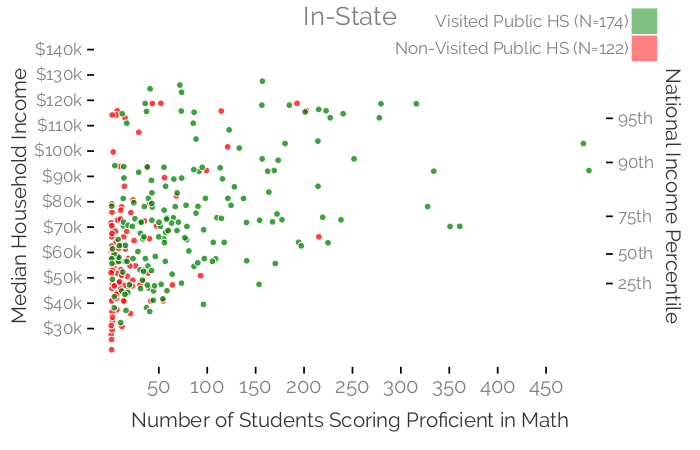 In-State
Visited Public HS (N=174)
Non-Visited Public HS (N=122)
Median Household Income
$140k
$130k
$120k
$110k
$100k
$90k
$80k
$70k
$60k
$50k
$40k
$30k
National Income Percentile
95th
90th
75th
50th
25th
50 100 150 200 250 300 350 400 450
Number of Students Scoring Proficient in Math